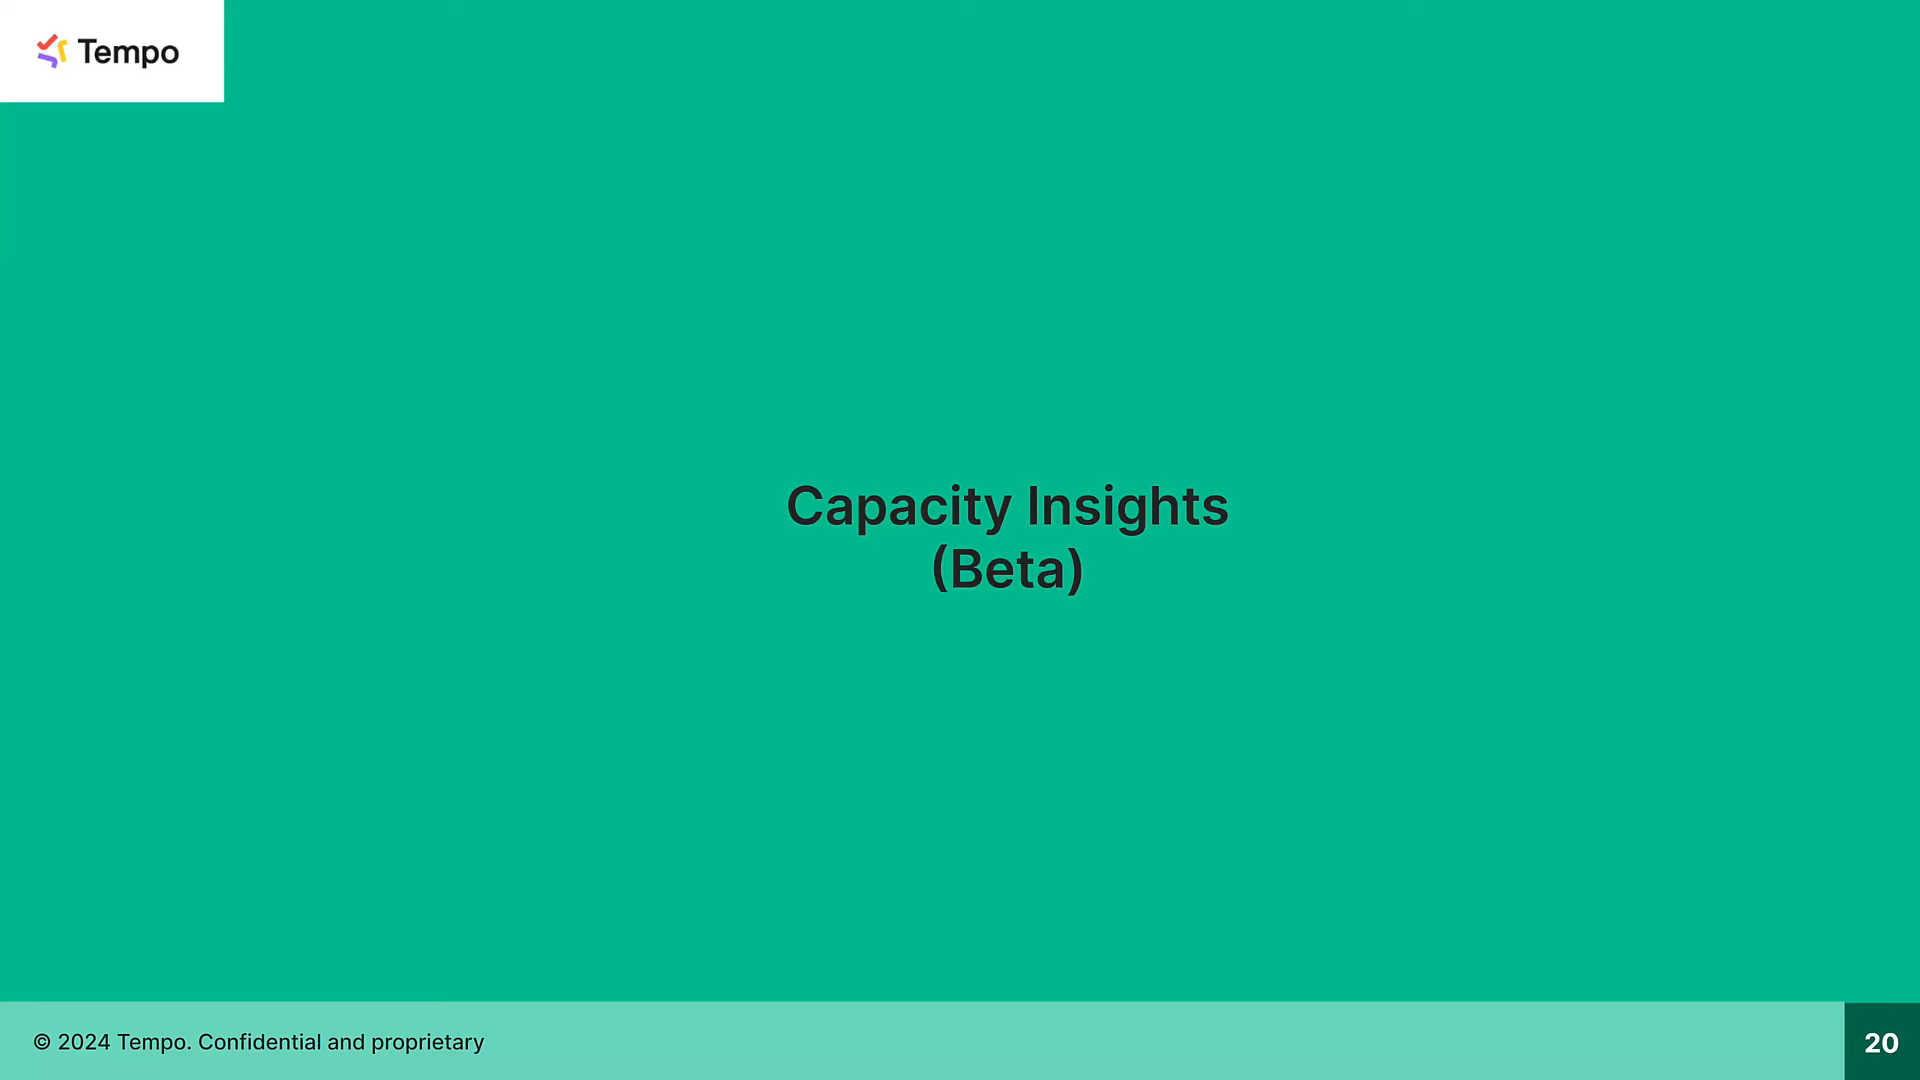 Tempo
Capacity Insights
(Beta)
© 2024 Tempo. Confidential and proprietary
20